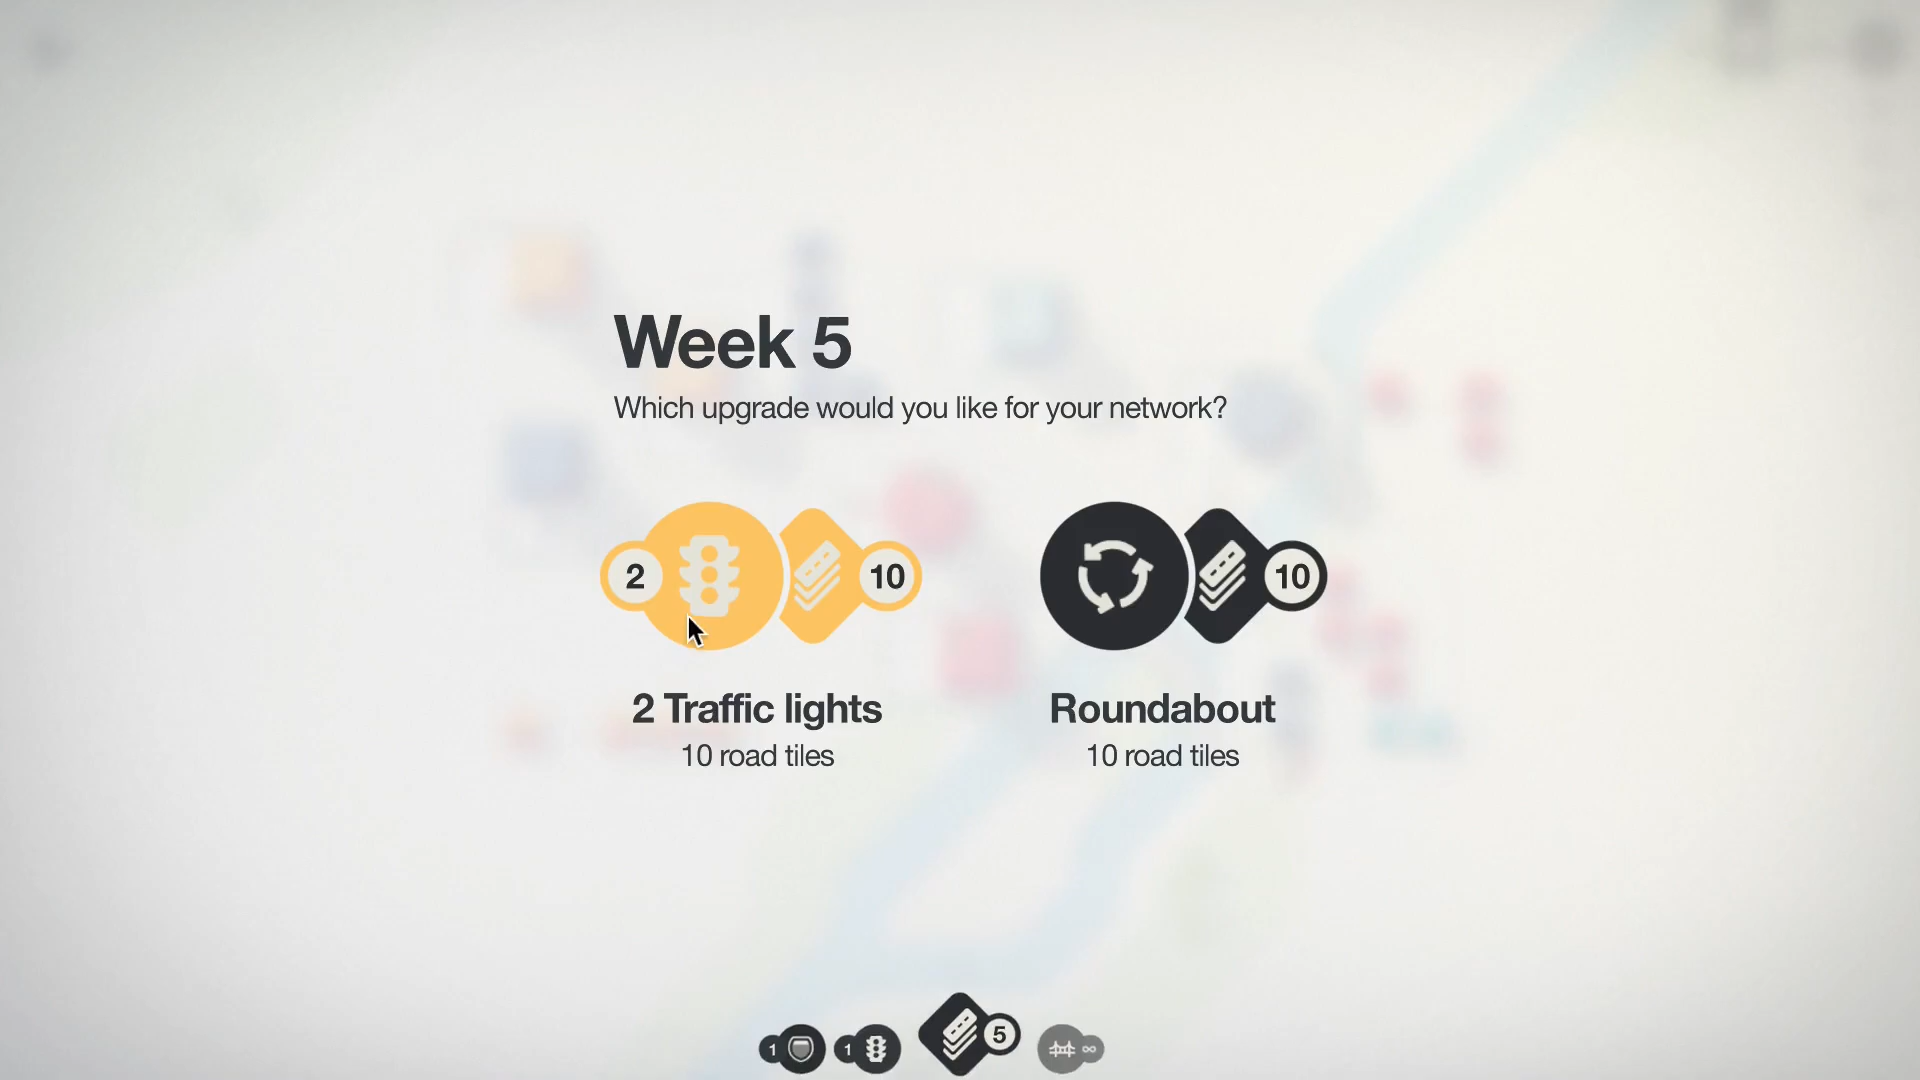 Week 5
Which upgrade would you like for your network?
2 10 10
2 Traffic lights Roundabout
10 road tiles 10 road tiles
1 1 5 ∞